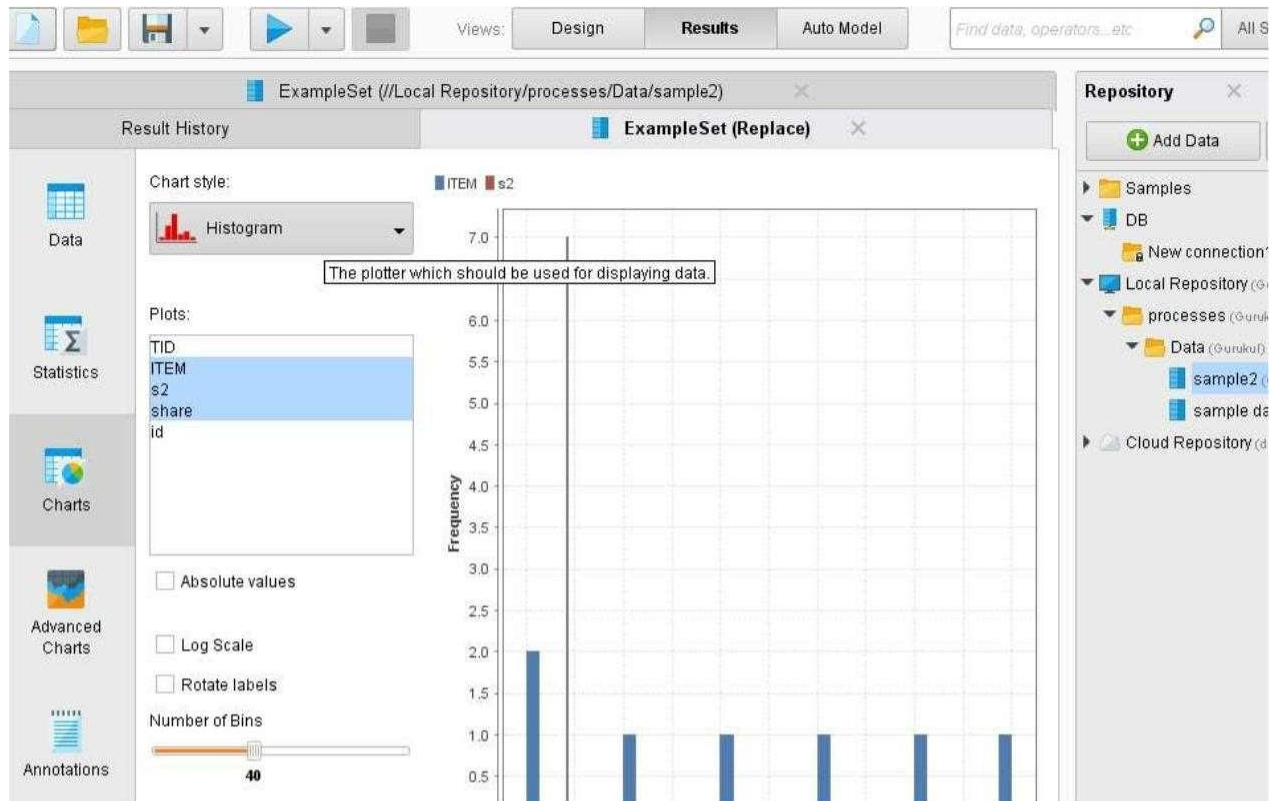 Views:
Design
Results
Auto Model
Find data, operators...etc
All S
ExampleSet (//Local Repository/processes/Data/sample2)
Result History
ExampleSet (Replace)
Data
Statistics
Charts
Advanced
Charts
Annotations
Chart style:
Histogram
The plotter which should be used for displaying data.
Plots:
TID
ITEM
s2
share
id
Absolute values
Log Scale
Rotate labels
Number of Bins
40
ITEM s2
Frequency
7.0
6.0
5.5
5.0
4.5
4.0
3.5
3.0
2.5
2.0
1.5
1.0
0.5
Repository
Add Data
Samples
DB
New connection
Local Repository
processes (Guruk
Data (Gurukul)
sample2
sample da
Cloud Repository (d